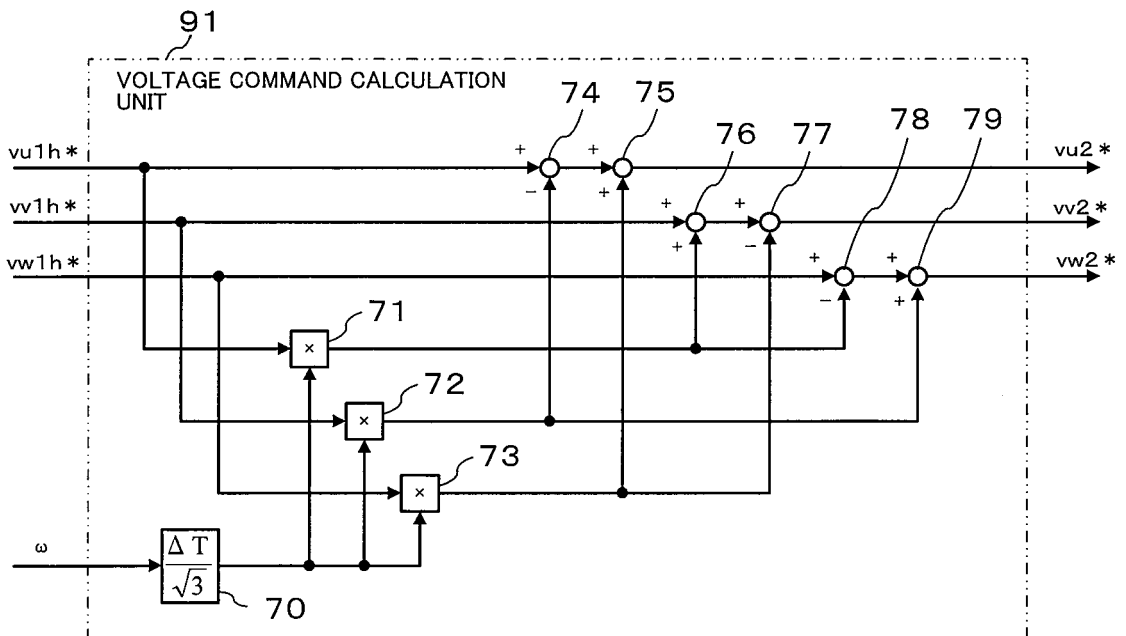 91
VOLTAGE COMMAND CALCULATION
UNIT
74
75
76
77
78
79
vu1h*
+
−
+
+
vu2*
vv1h*
+
+
+
−
vv2*
vw1h*
+
−
+
+
vw2*
71
×
72
×
73
×
ω
ΔT
√3
70